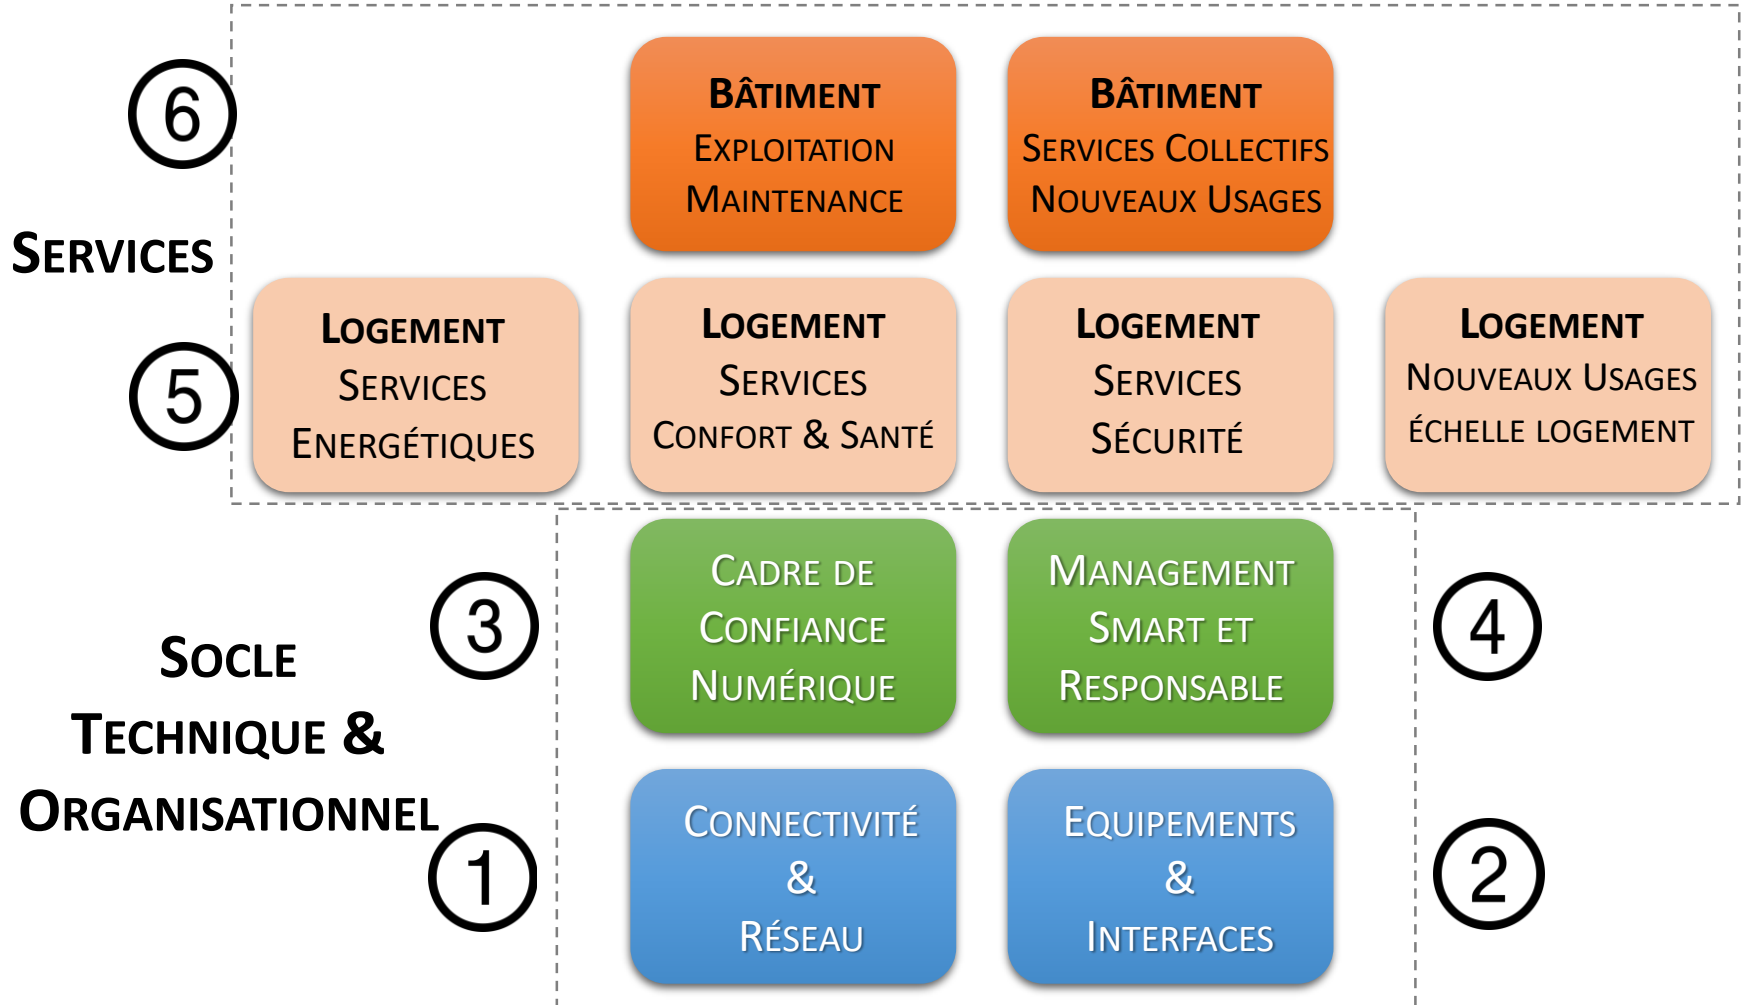 6
BÂTIMENT
EXPLOITATION
MAINTENANCE
BÂTIMENT
SERVICES COLLECTIFS
NOUVEAUX USAGES
SERVICES
5
LOGEMENT
SERVICES
ENERGÉTIQUES
LOGEMENT
SERVICES
CONFORT & SANTÉ
LOGEMENT
SERVICES
SÉCURITÉ
LOGEMENT
NOUVEAUX USAGES
ÉCHELLE LOGEMENT
SOCLE
TECHNIQUE &
ORGANISATIONNEL
3
CADRE DE
CONFIANCE
NUMÉRIQUE
MANAGEMENT
SMART ET
RESPONSABLE
4
1
CONNECTIVITÉ
&
RÉSEAU
EQUIPEMENTS
&
INTERFACES
2